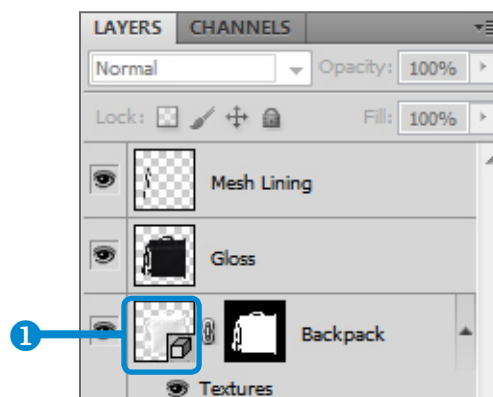 LAYERS CHANNELS
Normal Opacity: 100%
Lock: Fill: 100%
Mesh Lining
Gloss
1 Backpack
Textures